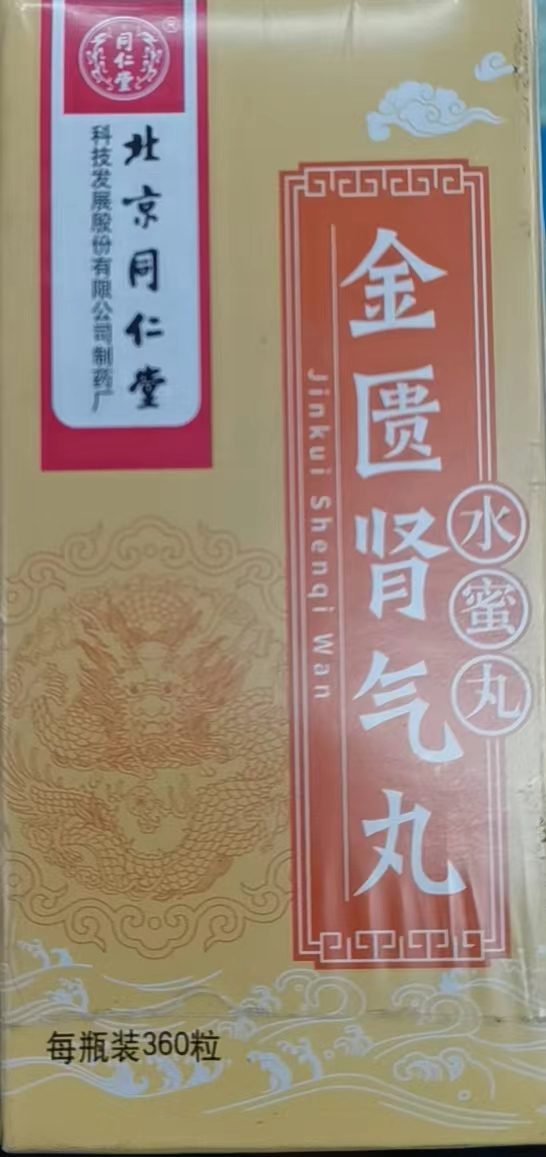 同仁堂
®
北京同仁堂
科技发展股份有限公司制药厂
金匮肾气丸
Jinkui Shenqi Wan
水蜜丸
每瓶装360粒